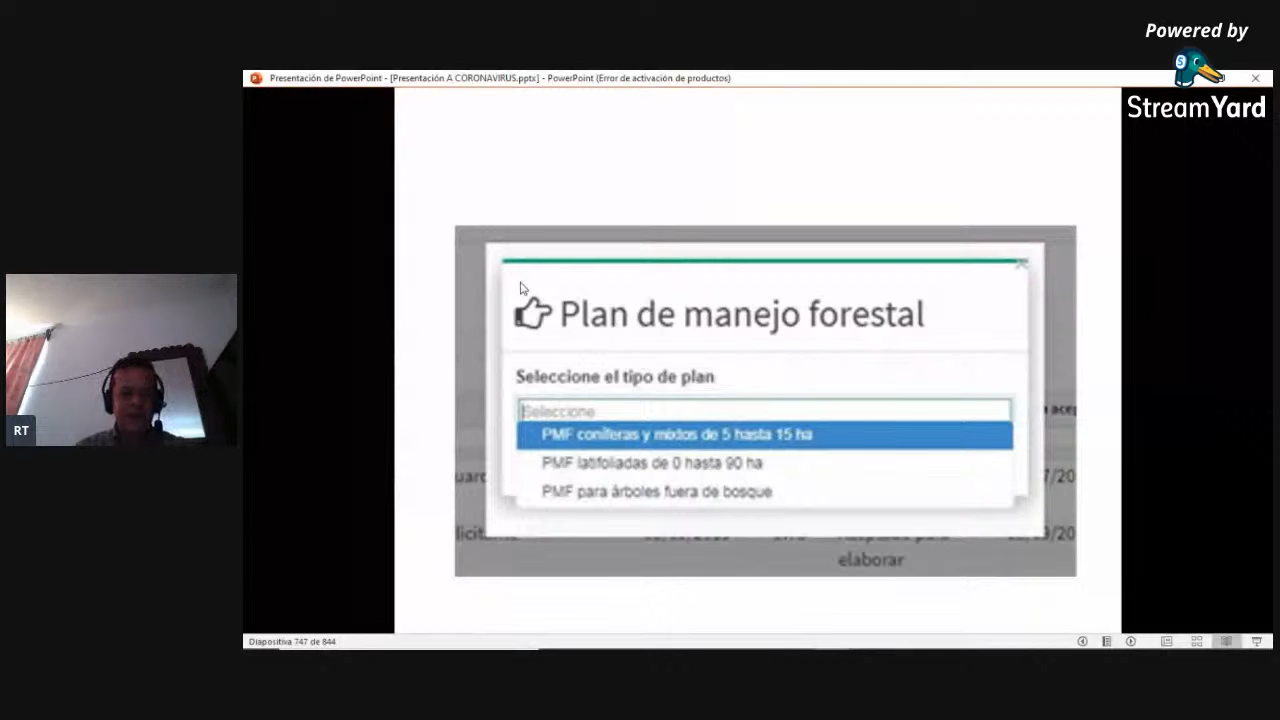 Powered by
StreamYard
Presentación de PowerPoint - [Presentación A CORONAVIRUS.pptx] - PowerPoint (Error de activación de productos)
Plan de manejo forestal
Seleccione el tipo de plan
Seleccione
PMF coníferas y mixtos de 5 hasta 15 ha
PMF latifoliadas de 0 hasta 90 ha
PMF para árboles fuera de bosque
elaborar
RT
Diapositiva 747 de 844